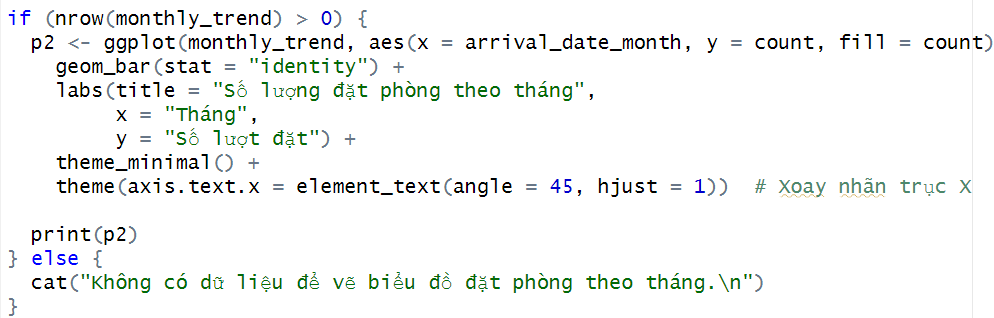 if (nrow(monthly_trend) > 0) {
  p2 <- ggplot(monthly_trend, aes(x = arrival_date_month, y = count, fill = count)
    geom_bar(stat = "identity") +
    labs(title = "Số lượng đặt phòng theo tháng",
         x = "Tháng",
         y = "Số lượt đặt") +
    theme_minimal() +
    theme(axis.text.x = element_text(angle = 45, hjust = 1))  # Xoay nhãn trục X
  print(p2)
} else {
  cat("Không có dữ liệu để vẽ biểu đồ đặt phòng theo tháng.\n")
}